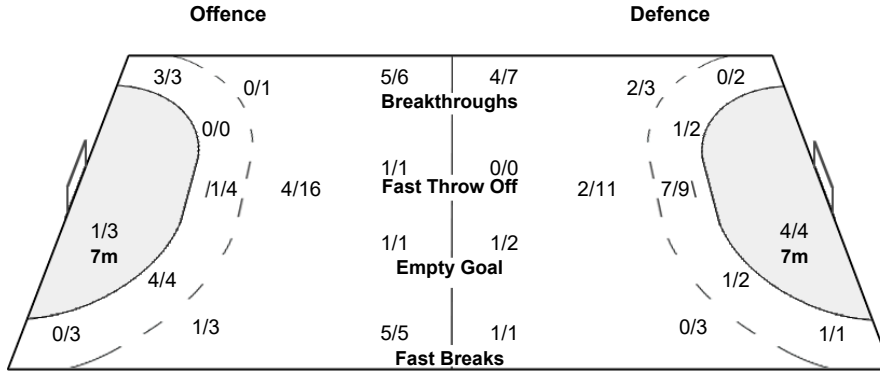 Offence Defence
3/3 0/1 5/6 4/7 2/3 0/2
Breakthroughs
0/0 1/2
1/1 0/0
/1/4 4/16 Fast Throw Off 2/11 7/9\
1/3 1/1 1/2 4/4
7m Empty Goal 7m
4/4 1/2
0/3 1/3 5/5 1/1 0/3 1/1
Fast Breaks